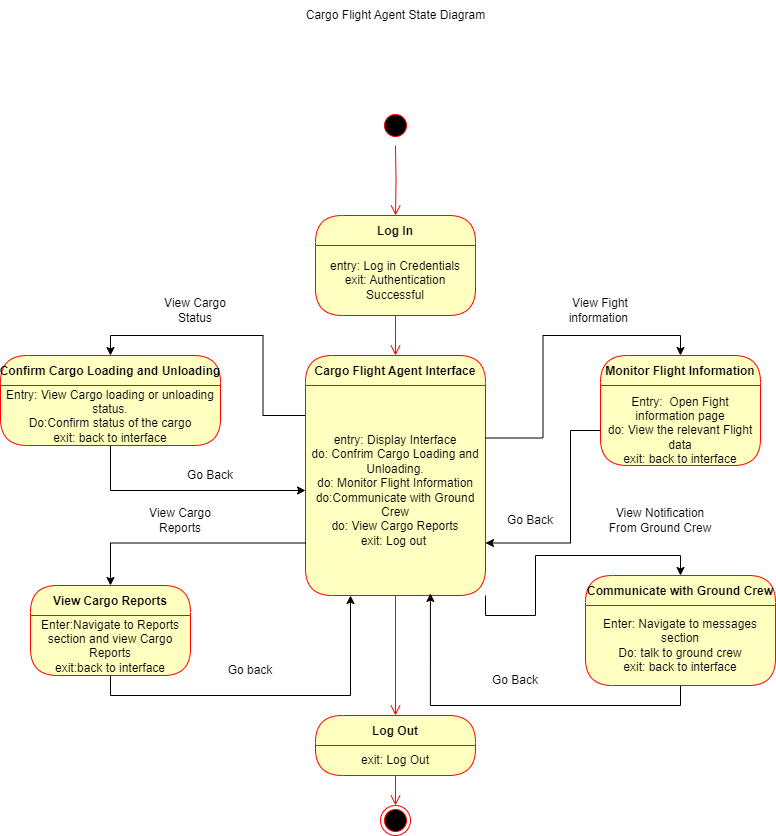 Cargo Flight Agent State Diagram
Log In
entry: Log in Credentials
exit: Authentication
Successful
View Cargo
Status
View Fight
information
Confirm Cargo Loading and Unloading
Entry: View Cargo loading or unloading
status.
Do:Confirm status of the cargo
exit: back to interface
Cargo Flight Agent Interface
entry: Display Interface
do: Confrim Cargo Loading and
Unloading.
do: Monitor Flight Information
do:Communicate with Ground
Crew
do: View Cargo Reports
exit: Log out
Monitor Flight Information
Entry: Open Fight
information page
do: View the relevant Flight
data
exit: back to interface
Go Back
View Cargo
Reports
Go Back
View Notification
From Ground Crew
View Cargo Reports
Enter:Navigate to Reports
section and view Cargo
Reports
exit:back to interface
Communicate with Ground Crew
Enter: Navigate to messages
section
Do: talk to ground crew
exit: back to interface
Go back
Go Back
Log Out
exit: Log Out